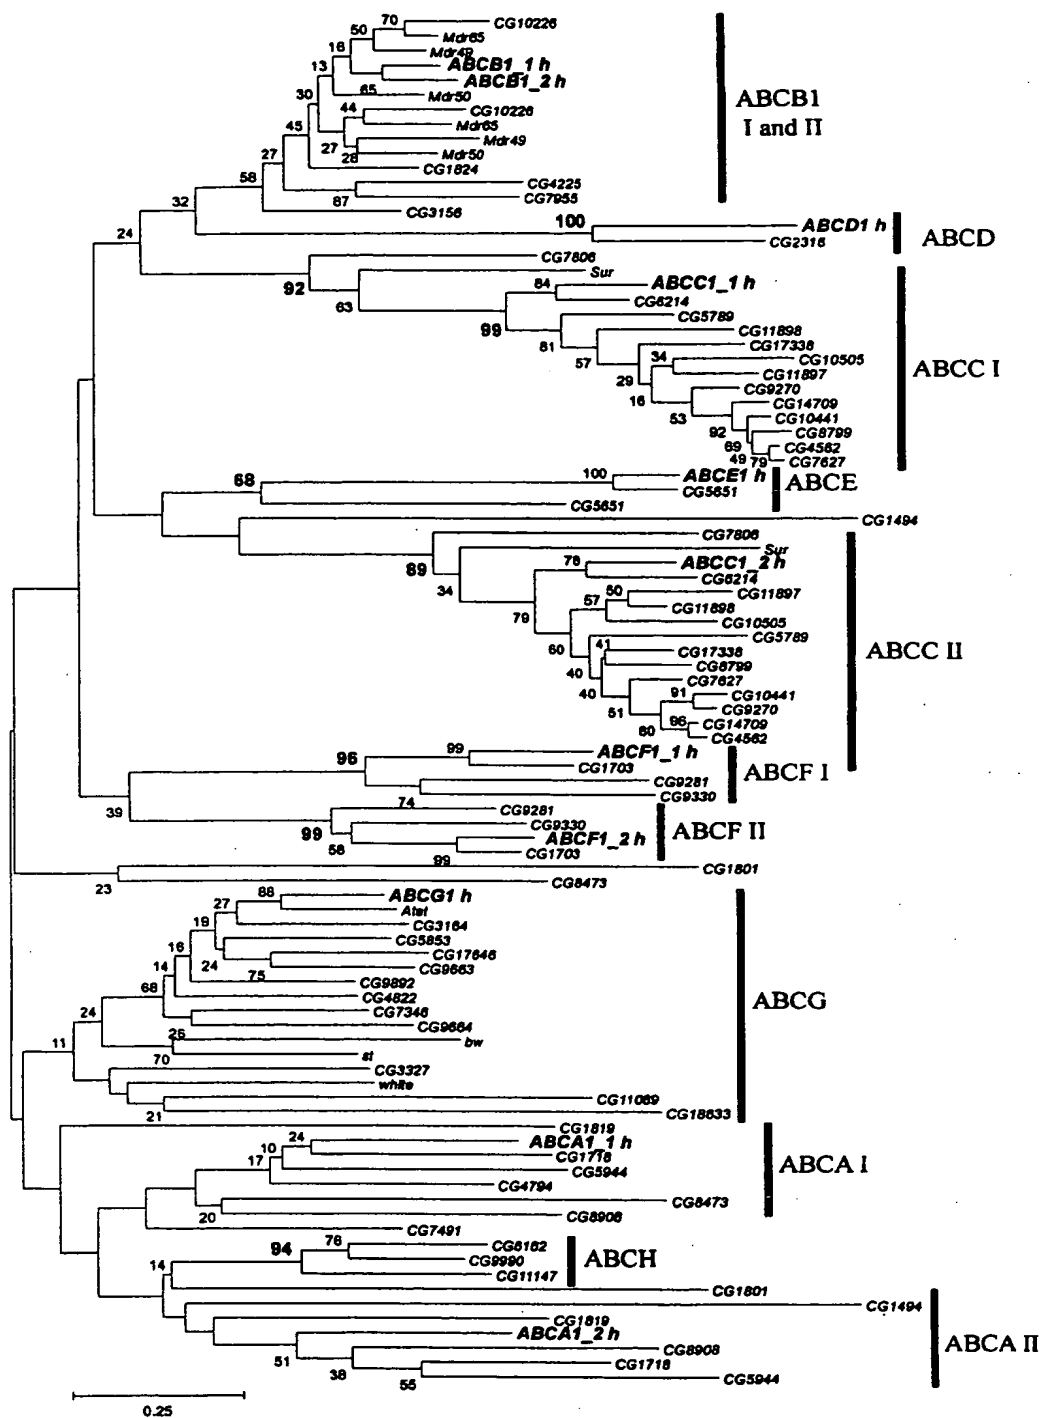 70 CG10226
50 Mdr65
16 Mdr49
ABCB1_1 h
13 ABCB1_2 h
65 Mdr50
30 44 CG10226
Mdr65
45 27 Mdr49
28 Mdr50
27 CG1824
58 CG4225
87 CG7955
32 CG3156
ABCB1
I and II
100 ABCD1 h
24 CG2316
ABCD
CG7806
92 Sur
63 84 ABCC1_1 h
CG6214
99 CG5789
81 CG11898
57 CG17338
34 CG10505
29 CG11897
16 CG9270
53 CG14709
92 CG10441
69 CG8799
49 79 CG4562
CG7627
ABCC I
68 100 ABCE1 h
CG5651
CG5651
ABCE
CG1494
CG7806
89 Sur
34 78 ABCC1_2 h
CG6214
79 57 50 CG11897
CG11898
CG10505
60 CG5789
41 CG17338
40 CG8799
40 CG7627
51 91 CG10441
CG9270
60 96 CG14709
CG4562
ABCC II
96 99 ABCF1_1 h
CG1703
CG9281
39 CG9330
ABCF I
74 CG9281
99 CG9330
58 ABCF1_2 h
CG1703
ABCF II
99 CG1801
23 CG8473
88 ABCG1 h
27 Atet
19 CG3164
CG5853
16 24 CG17646
75 CG9663
14 CG9892
68 CG4822
24 CG7346
CG9664
26 bw
11 st
70 CG3327
white
CG11069
21 CG18633
ABCG
CG1819
24 ABCA1_1 h
10 CG1718
17 CG5944
CG4794
CG8473
20 CG8908
CG7491
ABCA I
94 76 CG6162
CG9990
CG11147
ABCH
14 CG1801
CG1494
CG1819
ABCA1_2 h
51 CG8908
38 CG1718
55 CG5944
ABCA II
0.25